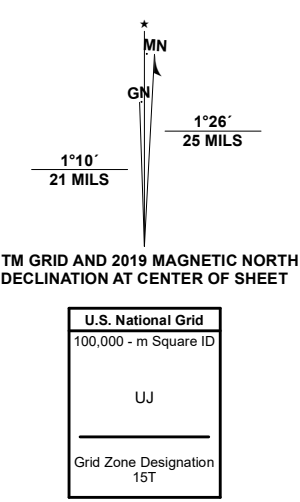 ★
MN
GN
1°26´
25 MILS
1°10´
21 MILS
TM GRID AND 2019 MAGNETIC NORTH
DECLINATION AT CENTER OF SHEET
U.S. National Grid
100,000 - m Square ID
UJ
Grid Zone Designation
15T